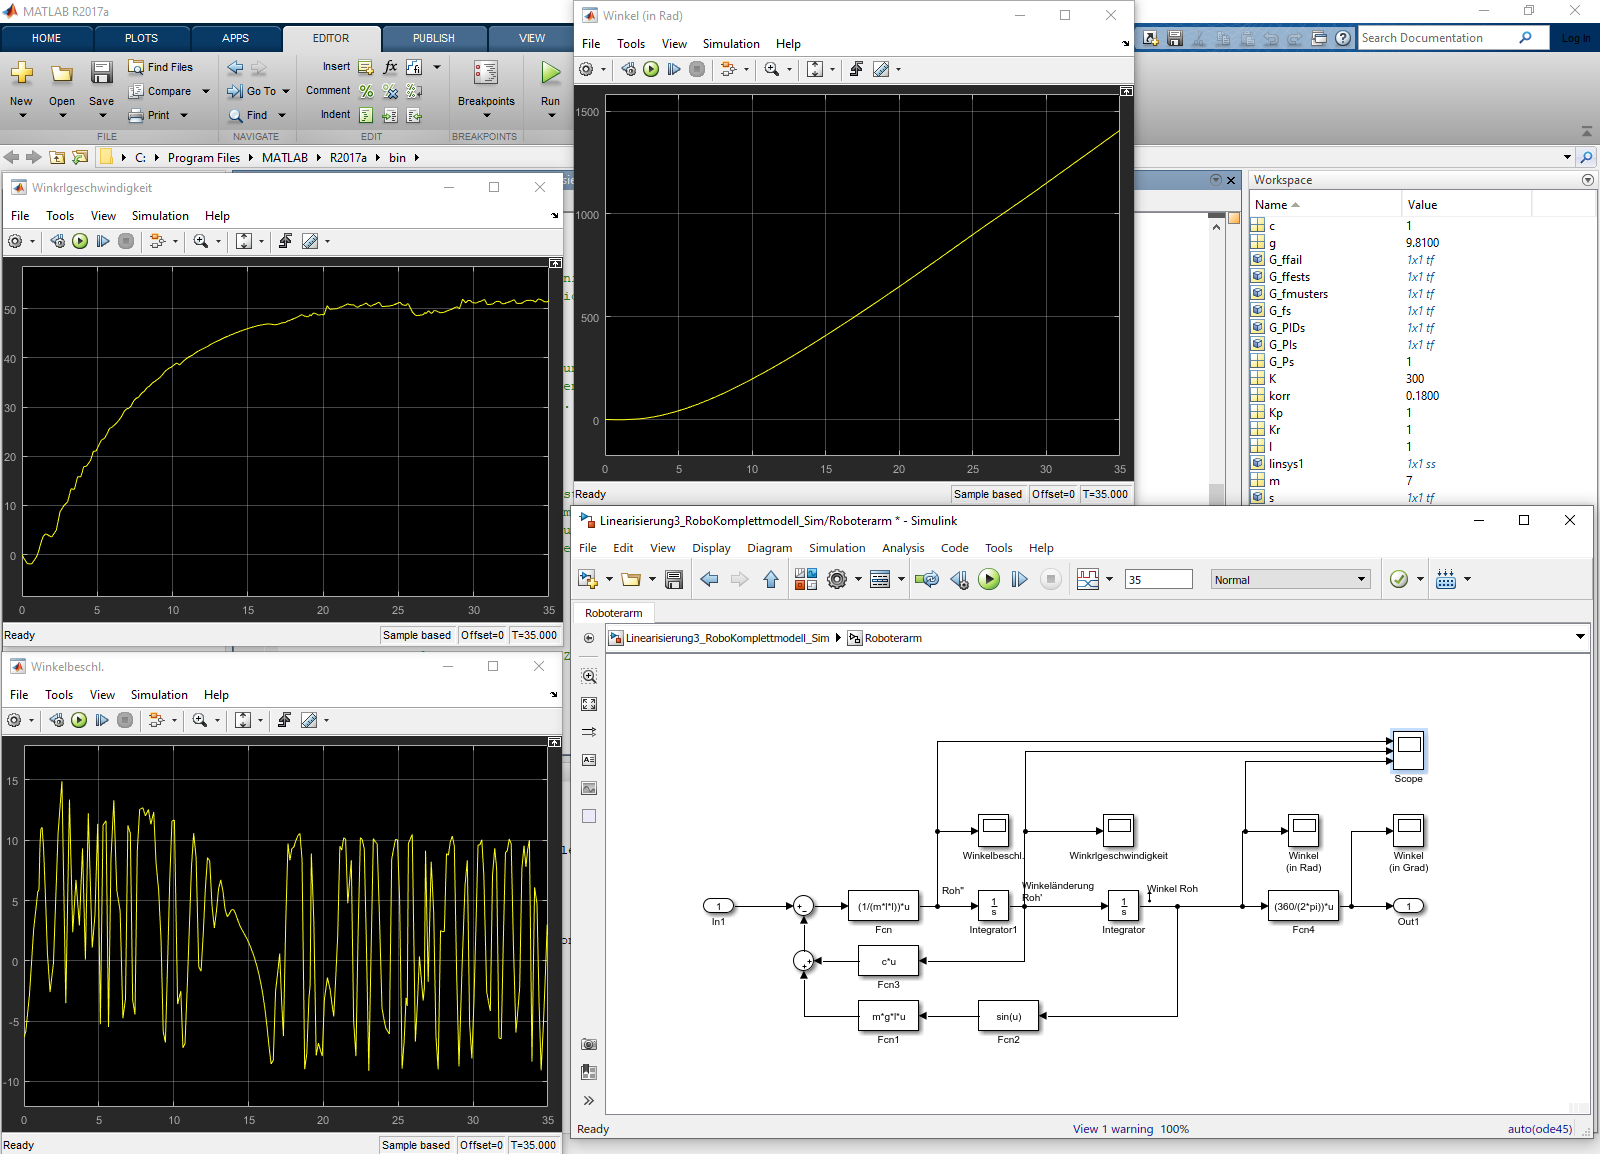 MATLAB R2017a
HOME PLOTS APPS EDITOR PUBLISH VIEW
Search Documentation
Log In
New Open Save
Find Files
Compare
Print
Go To
Find
Insert
Comment
Indent
Breakpoints
Run
FILE NAVIGATE EDIT BREAKPOINTS
C: Program Files MATLAB R2017a bin
Winkel (in Rad)
File Tools View Simulation Help
1500
1000
500
0
0 5 10 15 20 25 30 35
Ready Sample based Offset=0 T=35.000
Winkrlgeschwindigkeit
File Tools View Simulation Help
50
40
30
20
10
0
0 5 10 15 20 25 30 35
Ready Sample based Offset=0 T=35.000
Winkelbeschl.
File Tools View Simulation Help
15
10
5
0
-5
-10
0 5 10 15 20 25 30 35
Ready Sample based Offset=0 T=35.000
Workspace
Name Value
c 1
g 9.8100
G_ffail 1x1 tf
G_ffests 1x1 tf
G_fmusters 1x1 tf
G_fs 1x1 tf
G_PIDs 1x1 tf
G_PIs 1x1 tf
G_Ps 1
K 300
korr 0.1800
Kp 1
Kr 1
l 1
linsys1 1x1 ss
m 7
s 1x1 tf
Linearisierung3_RoboKomplettmodell_Sim/Roboterarm * - Simulink
File Edit View Display Diagram Simulation Analysis Code Tools Help
35 Normal
Roboterarm
Linearisierung3_RoboKomplettmodell_Sim Roboterarm
Scope
Winkelbeschl.
Winkrlgeschwindigkeit
Winkel
(in Rad)
Winkel
(in Grad)
1
In1
(1/(m*l*l))*u
Fcn
Roh''
1
s
Integrator1
Winkeländerung
Roh'
1
s
Integrator
Winkel Roh
(360/(2*pi))*u
Fcn4
1
Out1
c*u
Fcn3
m*g*l*u
Fcn1
sin(u)
Fcn2
Ready View 1 warning 100% auto(ode45)